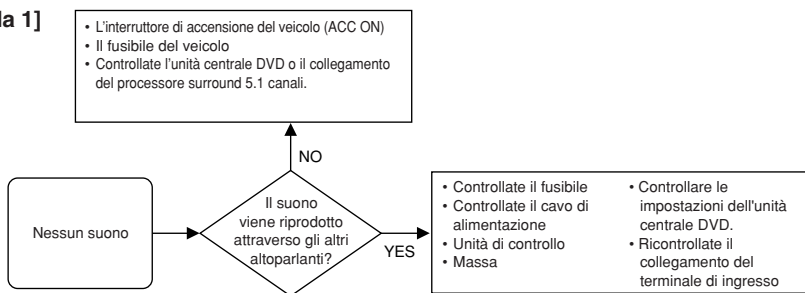 la 1]
• L'interruttore di accensione del veicolo (ACC ON)
• Il fusibile del veicolo
• Controllate l'unità centrale DVD o il collegamento
del processore surround 5.1 canali.
NO
Nessun suono
Il suono
viene riprodotto
attraverso gli altri
altoparlanti?
YES
• Controllate il fusibile
• Controllate il cavo di
alimentazione
• Unità di controllo
• Massa
• Controllare le
impostazioni dell'unità
centrale DVD.
• Ricontrollate il
collegamento del
terminale di ingresso